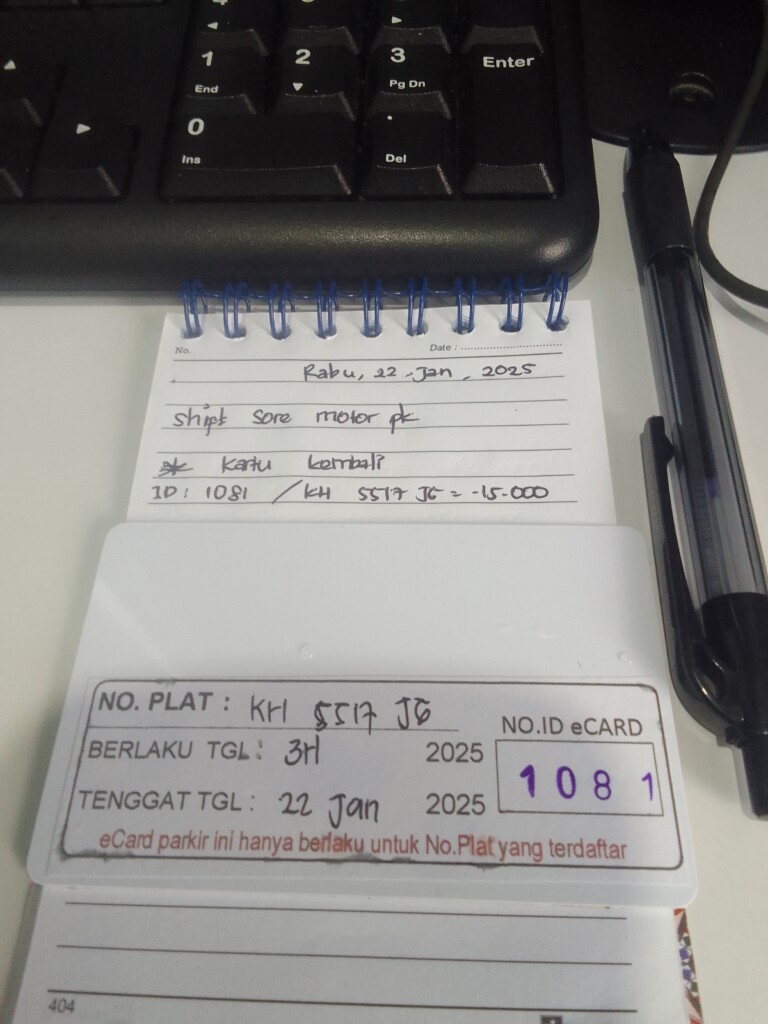 4
1
End
2
3
Pg Dn
Enter
0
Ins
.
Del
No.
Date :
Rabu, 22 - Jan, 2025
shipt sore motor pk
kartu kembali
ID : 1081 / KH 5517 JG = -15.000
NO. PLAT : KH 5517 JG
NO.ID eCARD
BERLAKU TGL : 3H 2025
1081
TENGGAT TGL : 22 Jan 2025
eCard parkir ini hanya berlaku untuk No.Plat yang terdaftar
404